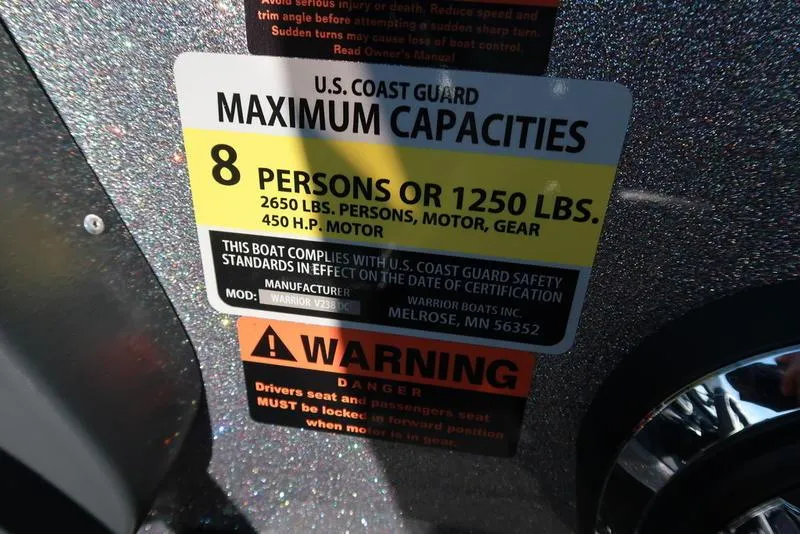 Avoid serious injury or death. Reduce speed and
trim angle before attempting a sudden sharp turn.
Sudden turns may cause loss of boat control.
Read Owner's Manual
U.S. COAST GUARD
MAXIMUM CAPACITIES
8 PERSONS OR 1250 LBS.
2650 LBS. PERSONS, MOTOR, GEAR
450 H.P. MOTOR
THIS BOAT COMPLIES WITH U.S. COAST GUARD SAFETY
STANDARDS IN EFFECT ON THE DATE OF CERTIFICATION
MANUFACTURER
MOD: WARRIOR V238 DC
WARRIOR BOATS INC.
MELROSE, MN 56352
WARNING
DANGER
Drivers seat and passengers seat
MUST be locked in forward position
when motor is in gear.